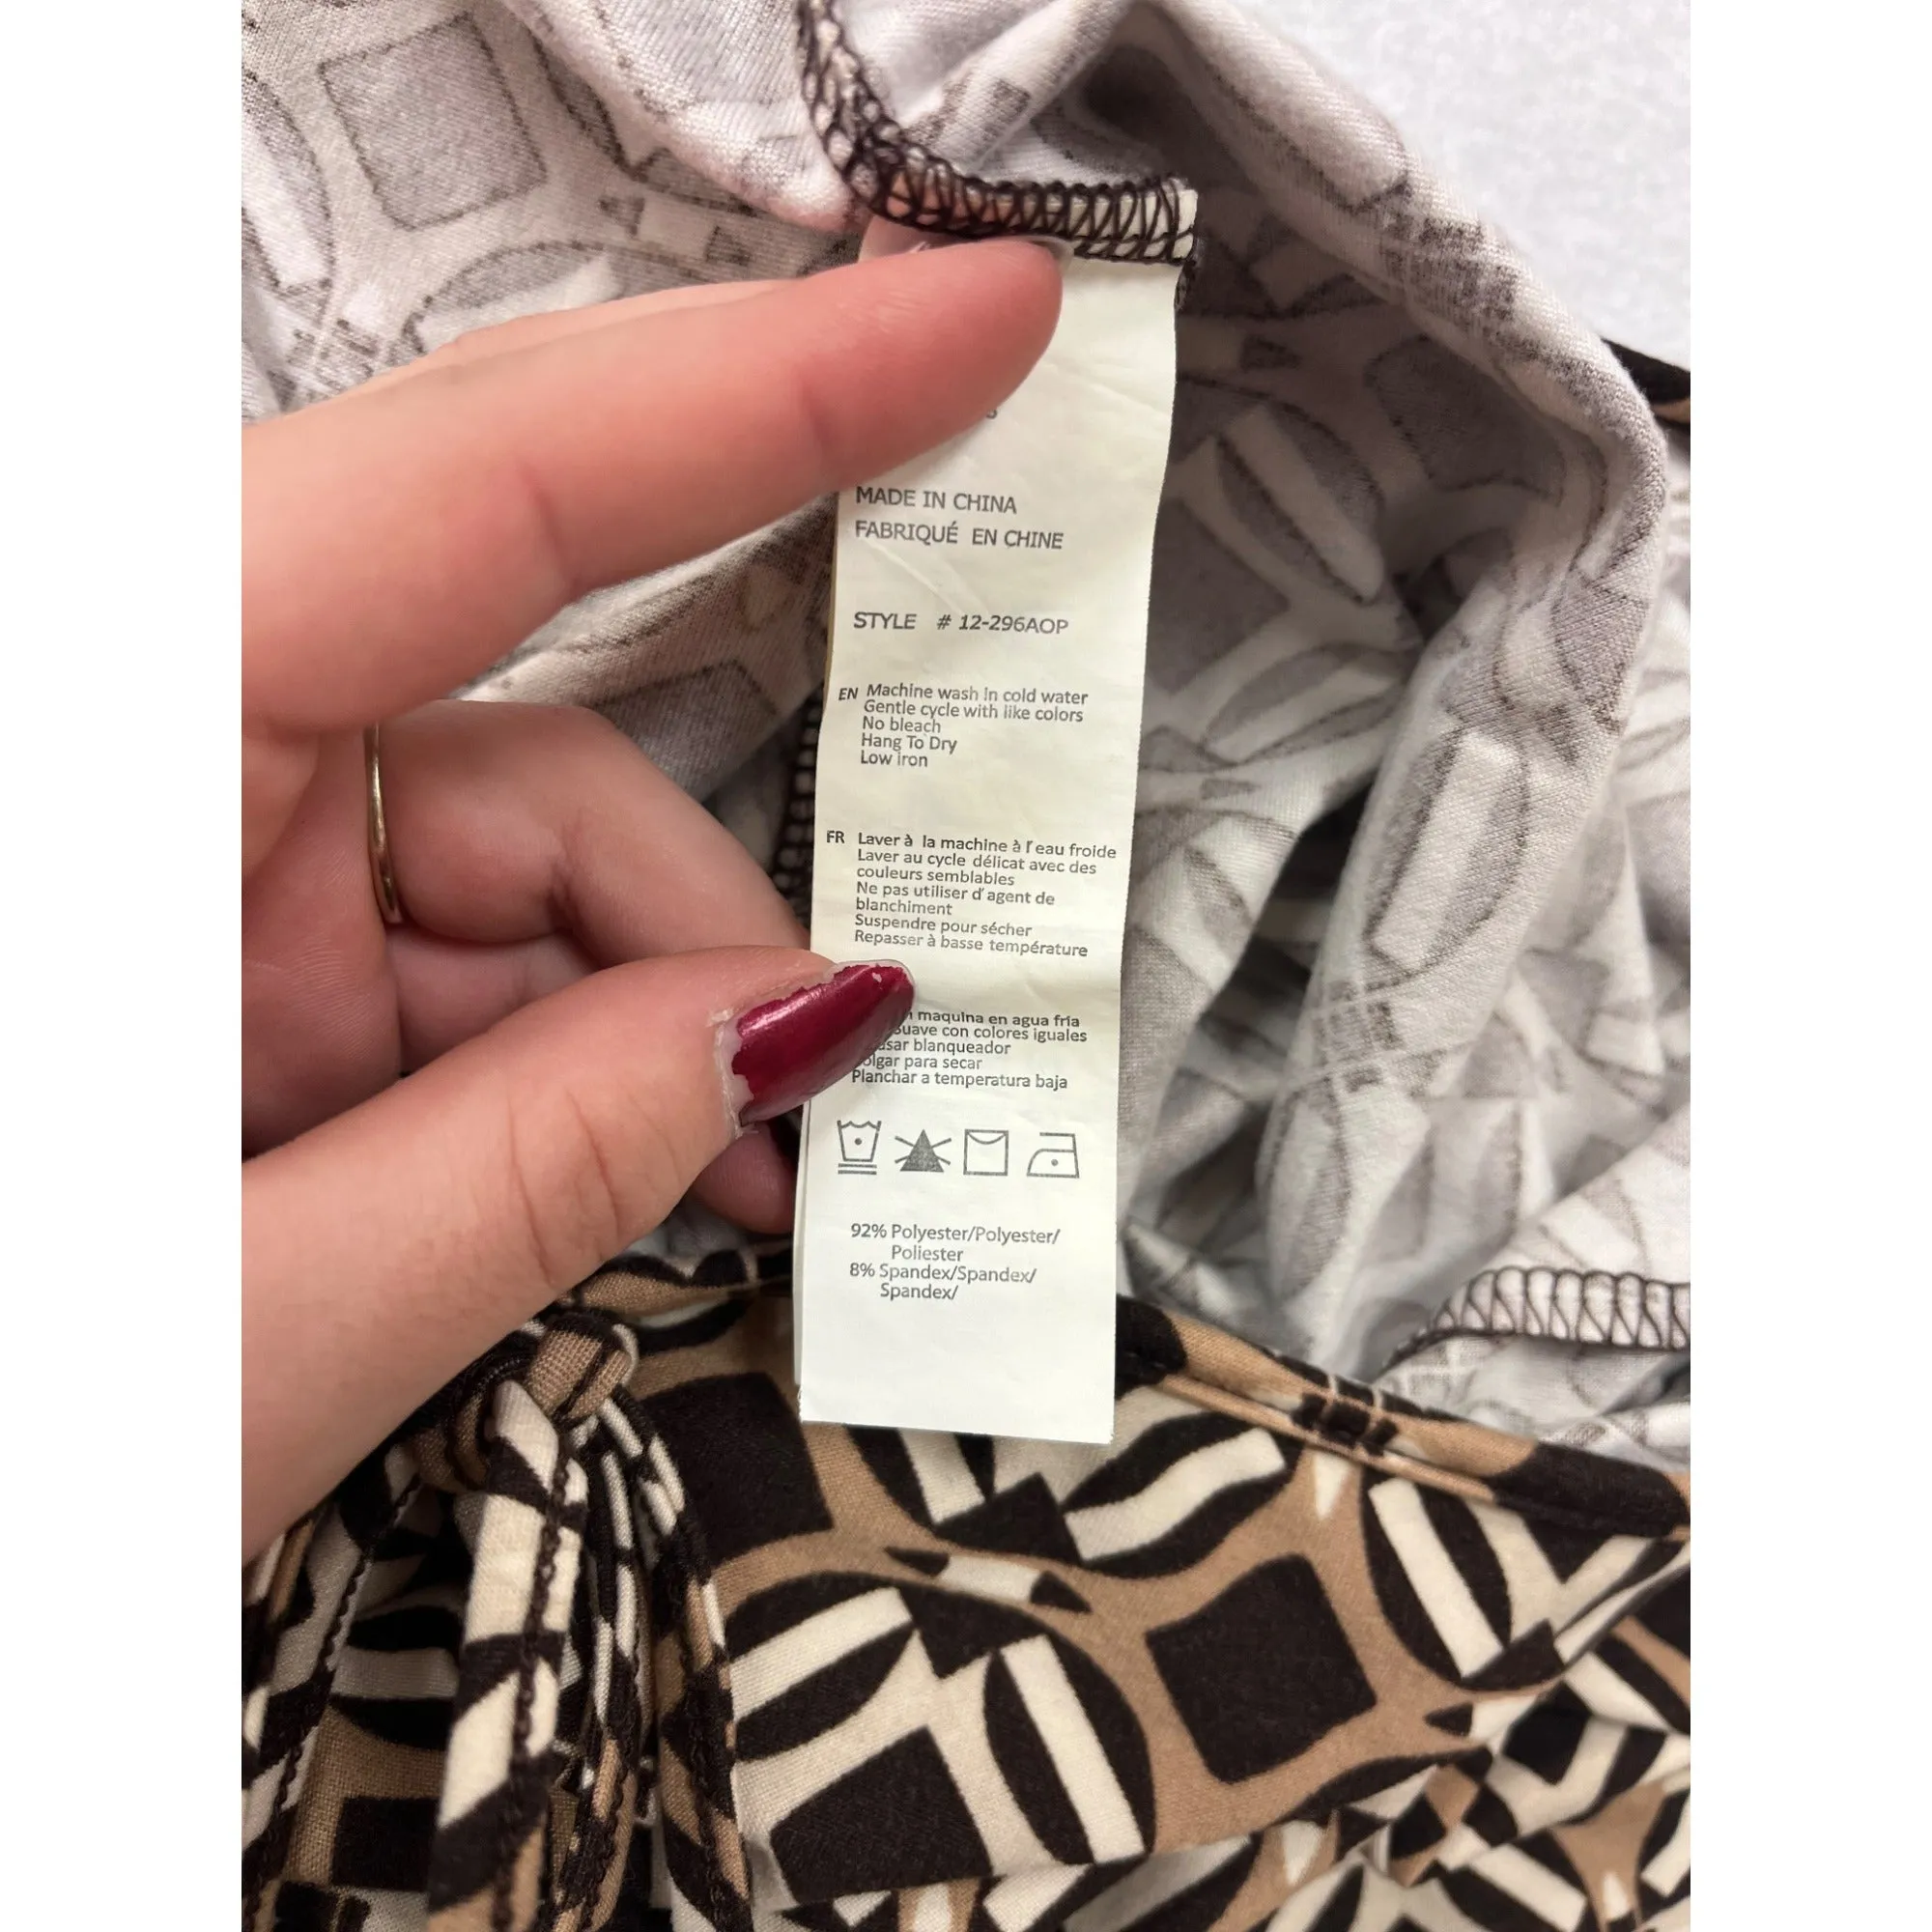 MADE IN CHINA
FABRIQUÉ EN CHINE
STYLE # 12-296AOP
EN Machine wash in cold water
Gentle cycle with like colors
No bleach
Hang To Dry
Low iron
FR Laver à la machine à l'eau froide
Laver au cycle délicat avec des
couleurs semblables
Ne pas utiliser d'agent de
blanchiment
Suspendre pour sécher
Repasser à basse température
maquina en agua fría
con colores iguales
blanqueador
para secar
Planchar a temperatura baja
92% Polyester/Polyester/
Poliester
8% Spandex/Spandex/
Spandex/